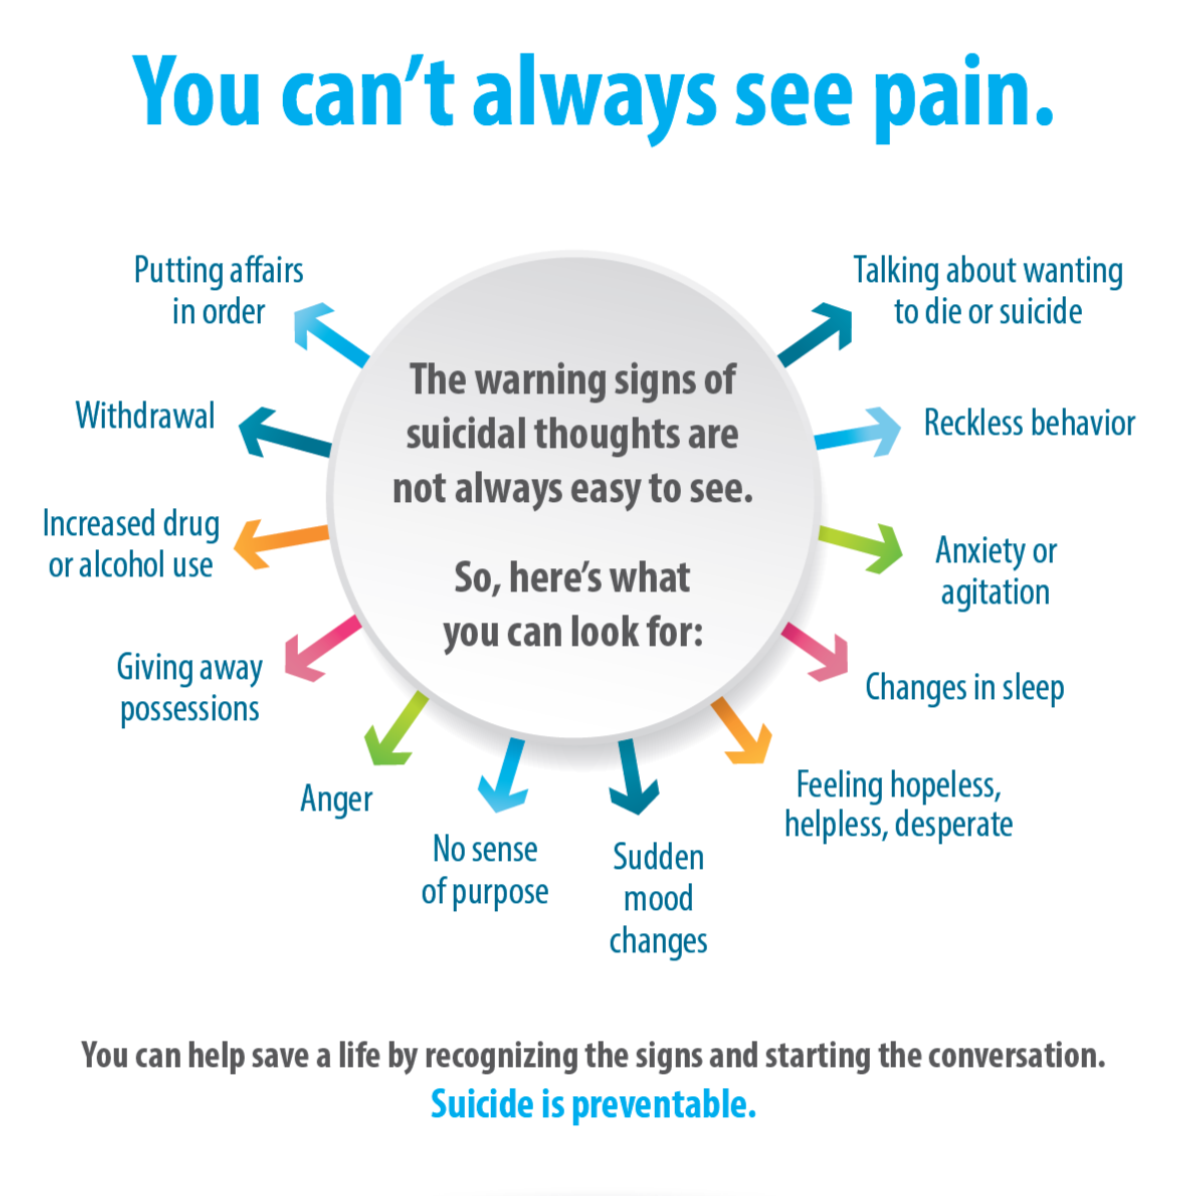 You can’t always see pain.
Putting affairs
in order
Withdrawal
Increased drug
or alcohol use
Giving away
possessions
Anger
No sense
of purpose
Sudden
mood
changes
Feeling hopeless,
helpless, desperate
Changes in sleep
Anxiety or
agitation
Reckless behavior
Talking about wanting
to die or suicide
The warning signs of
suicidal thoughts are
not always easy to see.
So, here’s what
you can look for:
You can help save a life by recognizing the signs and starting the conversation.
Suicide is preventable.